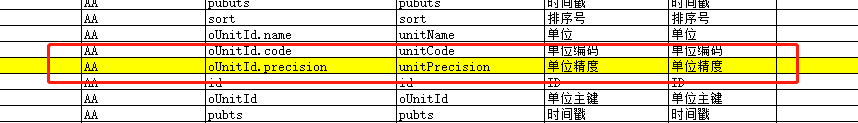 AA pubuts pubuts 时间戳 时间戳
AA sort sort 排序号 排序号
AA oUnitId.name unitName 单位 单位
AA oUnitId.code unitCode 单位编码 单位编码
AA oUnitId.precision unitPrecision 单位精度 单位精度
AA id id ID ID
AA oUnitId oUnitId 单位主键 单位主键
AA pubts pubts 时间戳 时间戳